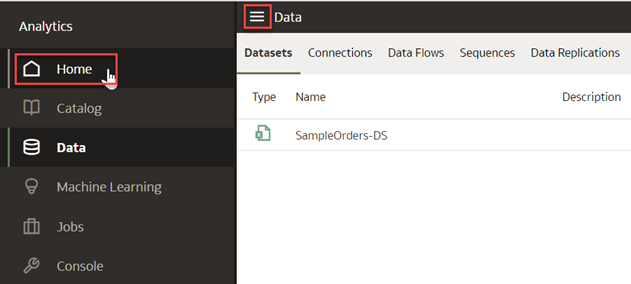 Analytics
Home
Catalog
Data
Machine Learning
Jobs
Console
Data
Datasets Connections Data Flows Sequences Data Replications
Type Name Description
SampleOrders-DS